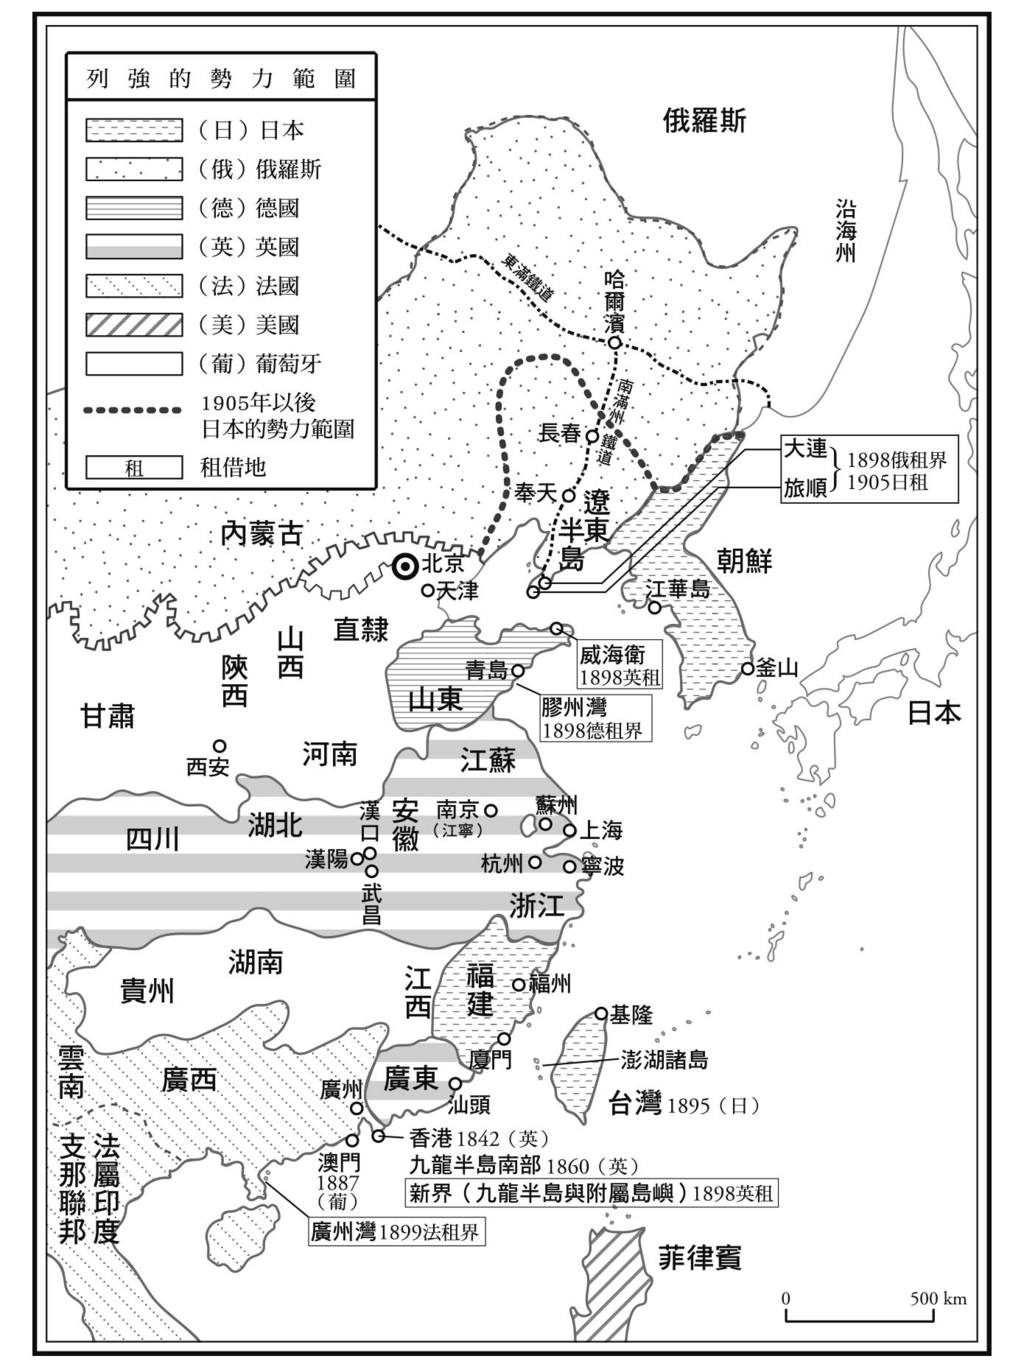 列強的勢力範圍
（日）日本
（俄）俄羅斯
（德）德國
（英）英國
（法）法國
（美）美國
（葡）葡萄牙
1905年以後
日本的勢力範圍
租 租借地
俄羅斯
沿海州
東滿鐵道
哈爾濱
南滿州鐵道
長春
奉天
遼東
半島
大連
旅順
1898俄租界
1905日租
內蒙古
北京
天津
朝鮮
江華島
釜山
直隸
山西
陝西
甘肅
威海衛
1898英租
青島
山東
膠州灣
1898德租界
日本
西安
河南
江蘇
四川
湖北
漢口
安徽
南京
（江寧）
蘇州
上海
漢陽
武昌
杭州
寧波
浙江
湖南
貴州
江西
福建
福州
基隆
廈門
澎湖諸島
雲南
廣西
廣州
廣東
汕頭
台灣1895（日）
香港1842（英）
澳門
1887
（葡）
九龍半島南部1860（英）
新界（九龍半島與附屬島嶼）1898英租
廣州灣1899法租界
法屬印度
支那聯邦
菲律賓
0 500 km